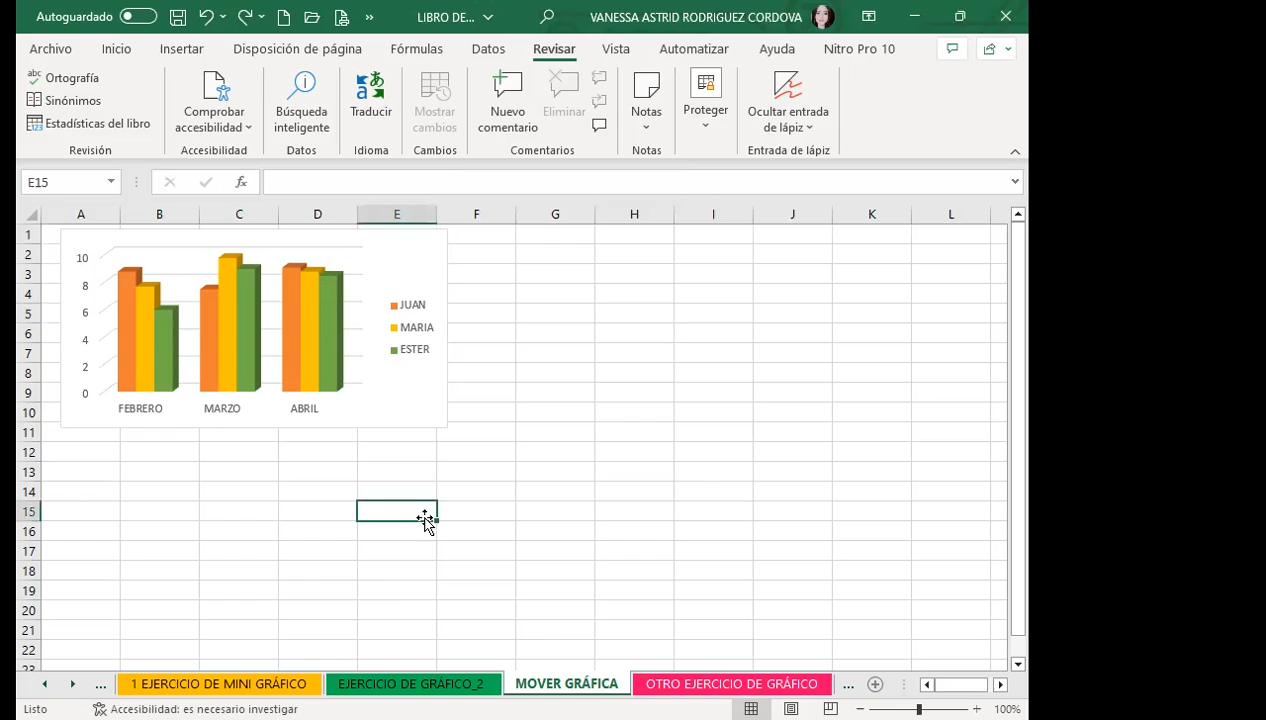 Autoguardado
LIBRO DE...
VANESSA ASTRID RODRIGUEZ CORDOVA
Archivo Inicio Insertar Disposición de página Fórmulas Datos Revisar Vista Automatizar Ayuda Nitro Pro 10
Ortografía
Sinónimos
Estadísticas del libro
Revisión
Comprobar
accesibilidad
Accesibilidad
Búsqueda
inteligente
Datos
Traducir
Idioma
Mostrar
cambios
Cambios
Nuevo
comentario
Eliminar
Comentarios
Notas
Notas
Proteger
Ocultar entrada
de lápiz
Entrada de lápiz
E15
fx
A B C D E F G H I J K L
1
2
3
4
5
6
7
8
9
10
11
12
13
14
15
16
17
18
19
20
21
22
23
10
8
6
4
2
0
FEBRERO MARZO ABRIL
JUAN
MARIA
ESTER
... 1 EJERCICIO DE MINI GRÁFICO EJERCICIO DE GRÁFICO_2 MOVER GRÁFICA OTRO EJERCICIO DE GRÁFICO ...
Listo Accesibilidad: es necesario investigar 100%